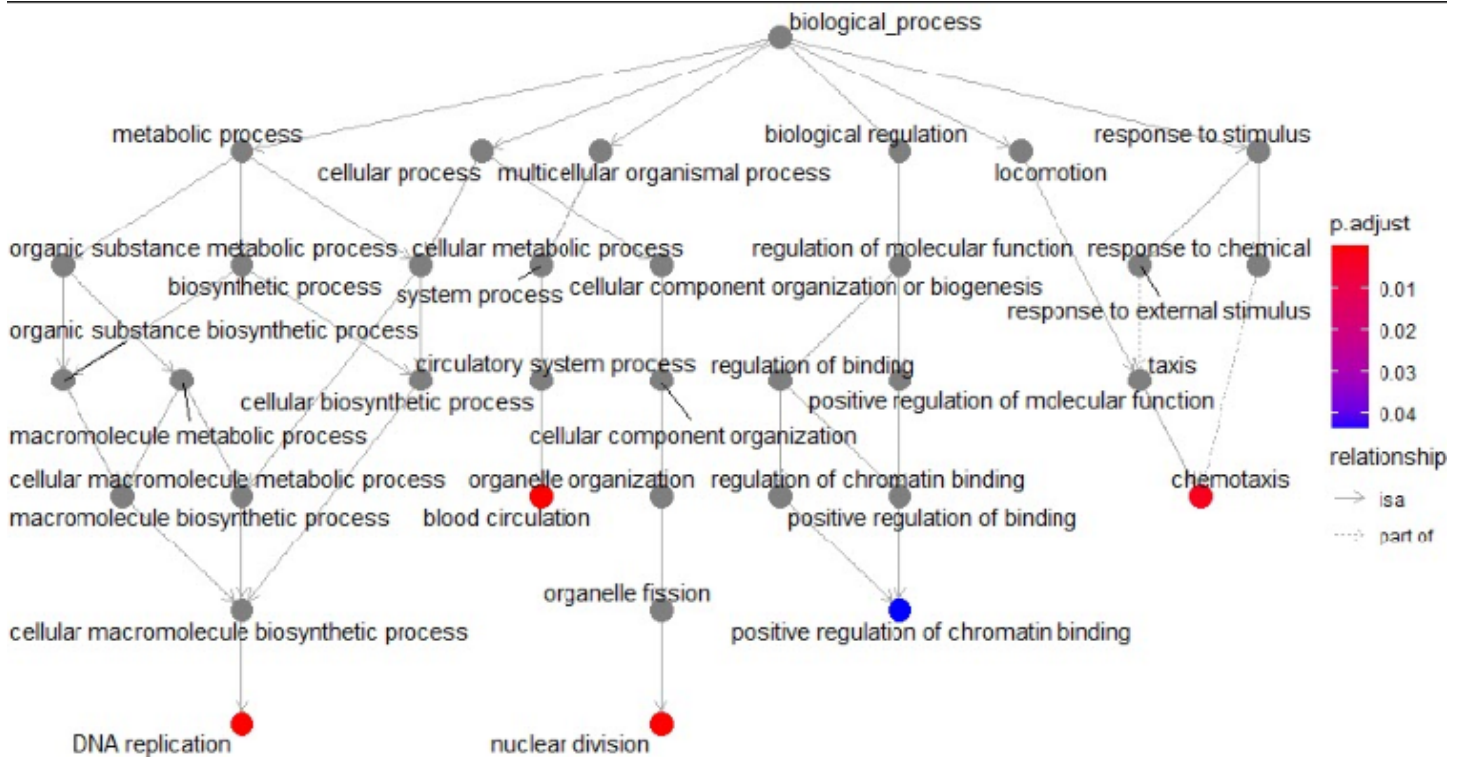 biological_process
metabolic process
biological regulation
response to stimulus
cellular process
multicellular organismal process
locomotion
p.adjust
organic substance metabolic process
cellular metabolic process
regulation of molecular function
response to chemical
biosynthetic process
system process
cellular component organization or biogenesis
0.01
response to external stimulus
0.02
organic substance biosynthetic process
circulatory system process
regulation of binding
taxis
0.03
cellular biosynthetic process
positive regulation of molecular function
0.04
macromolecule metabolic process
cellular component organization
relationship
cellular macromolecule metabolic process
organelle organization
regulation of chromatin binding
chemotaxis
isa
macromolecule biosynthetic process
blood circulation
positive regulation of binding
part of
organelle fission
cellular macromolecule biosynthetic process
positive regulation of chromatin binding
DNA replication
nuclear division